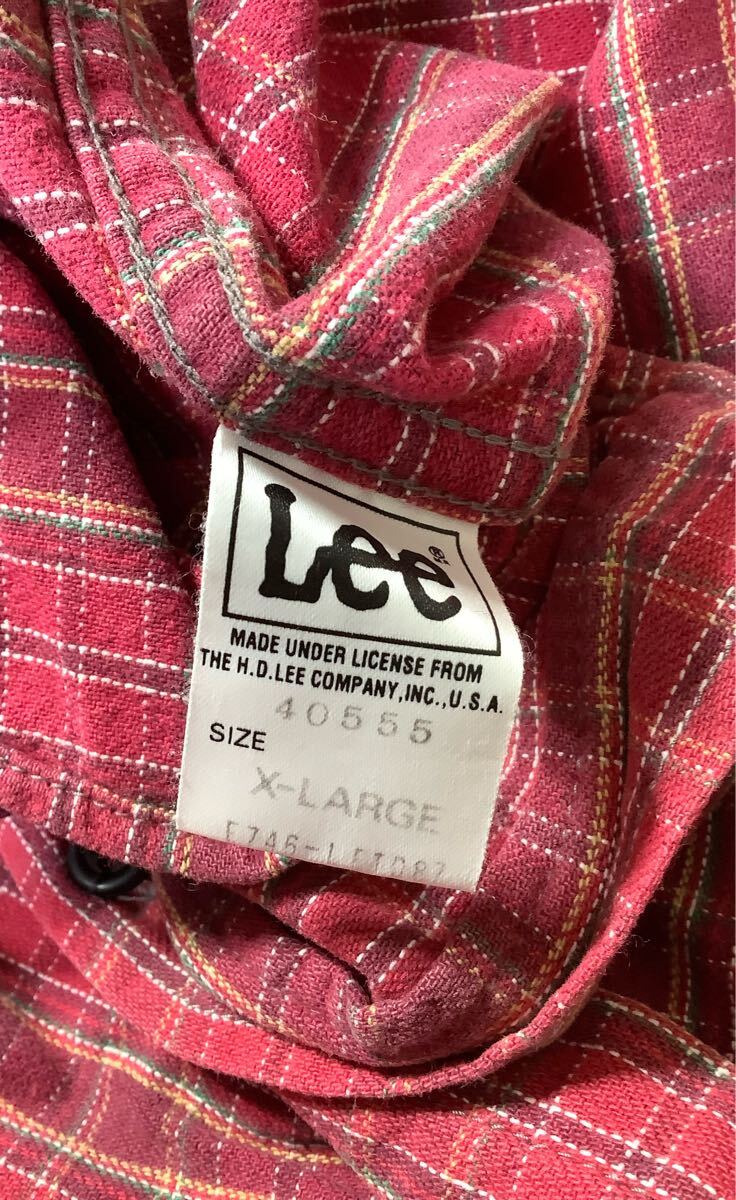 Lee®
MADE UNDER LICENSE FROM
THE H.D.LEE COMPANY,INC.,U.S.A.
40555
SIZE
X-LARGE